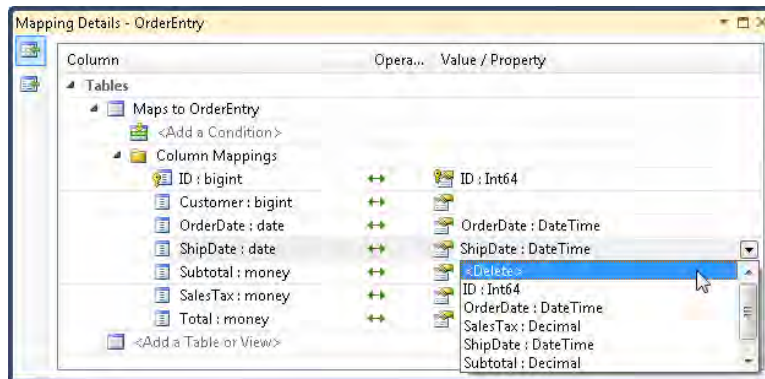 Mapping Details - OrderEntry
Column Opera... Value / Property
Tables
Maps to OrderEntry
<Add a Condition>
Column Mappings
ID : bigint ID : Int64
Customer : bigint
OrderDate : date OrderDate : DateTime
ShipDate : date ShipDate : DateTime
Subtotal : money <Delete>
ID : Int64
SalesTax : money OrderDate : DateTime
SalesTax : Decimal
Total : money ShipDate : DateTime
<Add a Table or View> Subtotal : Decimal